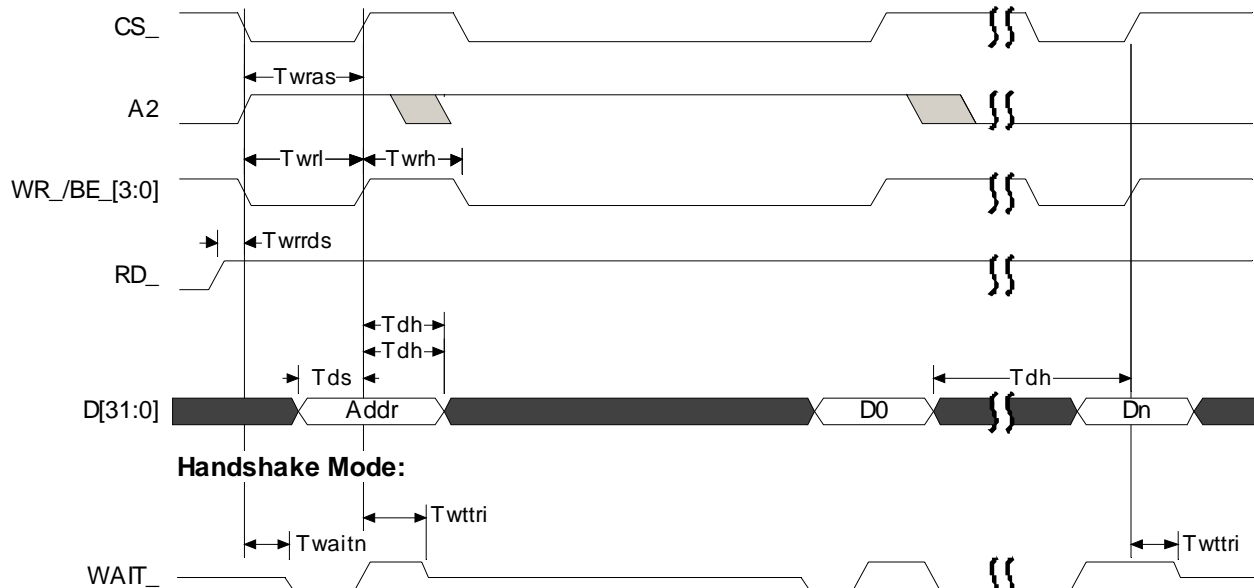 CS_
Twras
A2
Twrl
Twrh
WR_/BE_[3:0]
Twrrds
RD_
Tdh
Tdh
Tds
Tdh
D[31:0]
Addr
D0
Dn
Handshake Mode:
Twttri
Twaitn
Twttri
WAIT_